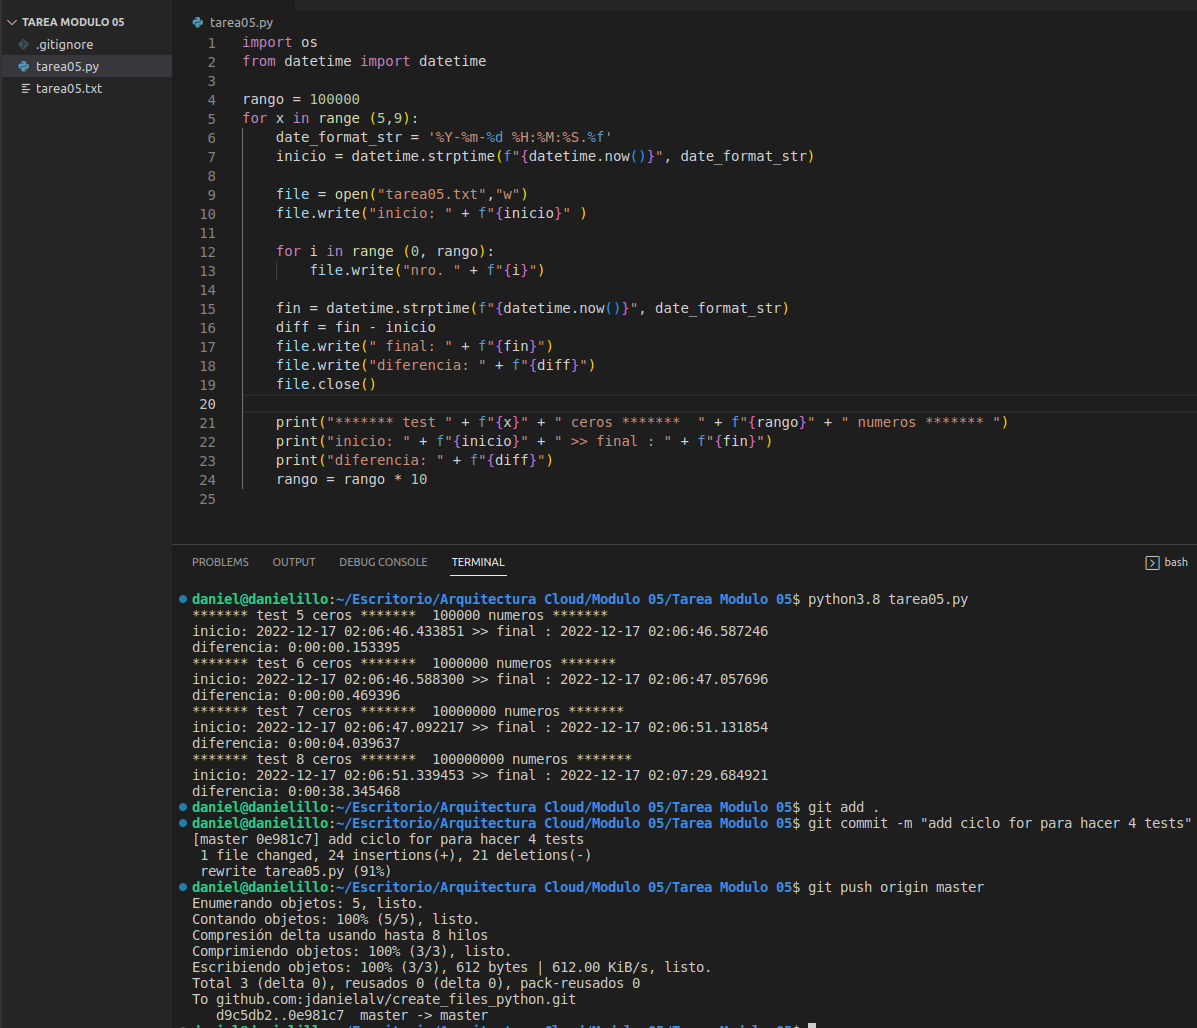 TAREA MODULO 05
.gitignore
tarea05.py
tarea05.txt
tarea05.py
1 import os
2 from datetime import datetime
3
4 rango = 100000
5 for x in range (5,9):
6     date_format_str = '%Y-%m-%d %H:%M:%S.%f'
7     inicio = datetime.strptime(f"{datetime.now()}", date_format_str)
8
9     file = open("tarea05.txt","w")
10     file.write("inicio: " + f"{inicio}" )
11
12     for i in range (0, rango):
13         file.write("nro. " + f"{i}")
14
15     fin = datetime.strptime(f"{datetime.now()}", date_format_str)
16     diff = fin - inicio
17     file.write(" final: " + f"{fin}")
18     file.write("diferencia: " + f"{diff}")
19     file.close()
20
21     print("******* test " + f"{x}" + " ceros *******  " + f"{rango}" + " numeros ******* ")
22     print("inicio: " + f"{inicio}" + " >> final : " + f"{fin}")
23     print("diferencia: " + f"{diff}")
24     rango = rango * 10
25
PROBLEMS OUTPUT DEBUG CONSOLE TERMINAL bash
daniel@danielillo:~/Escritorio/Arquitectura Cloud/Modulo 05/Tarea Modulo 05$ python3.8 tarea05.py
******* test 5 ceros *******  100000 numeros *******
inicio: 2022-12-17 02:06:46.433851 >> final : 2022-12-17 02:06:46.587246
diferencia: 0:00:00.153395
******* test 6 ceros *******  1000000 numeros *******
inicio: 2022-12-17 02:06:46.588300 >> final : 2022-12-17 02:06:47.057696
diferencia: 0:00:00.469396
******* test 7 ceros *******  10000000 numeros *******
inicio: 2022-12-17 02:06:47.092217 >> final : 2022-12-17 02:06:51.131854
diferencia: 0:00:04.039637
******* test 8 ceros *******  100000000 numeros *******
inicio: 2022-12-17 02:06:51.339453 >> final : 2022-12-17 02:07:29.684921
diferencia: 0:00:38.345468
daniel@danielillo:~/Escritorio/Arquitectura Cloud/Modulo 05/Tarea Modulo 05$ git add .
daniel@danielillo:~/Escritorio/Arquitectura Cloud/Modulo 05/Tarea Modulo 05$ git commit -m "add ciclo for para hacer 4 tests"
[master 0e981c7] add ciclo for para hacer 4 tests
 1 file changed, 24 insertions(+), 21 deletions(-)
 rewrite tarea05.py (91%)
daniel@danielillo:~/Escritorio/Arquitectura Cloud/Modulo 05/Tarea Modulo 05$ git push origin master
Enumerando objetos: 5, listo.
Contando objetos: 100% (5/5), listo.
Compresión delta usando hasta 8 hilos
Comprimiendo objetos: 100% (3/3), listo.
Escribiendo objetos: 100% (3/3), 612 bytes | 612.00 KiB/s, listo.
Total 3 (delta 0), reusados 0 (delta 0), pack-reusados 0
To github.com:jdanielalv/create_files_python.git
   d9c5db2..0e981c7  master -> master
daniel@danielillo:~/Escritorio/Arquitectura Cloud/Modulo 05/Tarea Modulo 05$